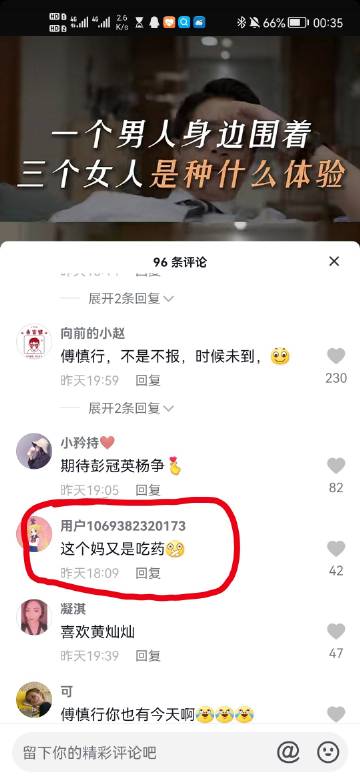 HD 1 4G 4G 2.6 K/s 66% 00:35
HD 2
一个男人身边围着
三个女人是种什么体验
96 条评论
展开2条回复
向前的小赵
傅慎行，不是不报，时候未到，
昨天19:59 回复
230
展开2条回复
小矜持
期待彭冠英杨争
昨天19:05 回复
82
用户1069382320173
这个妈又是吃药
昨天18:09 回复
42
凝淇
喜欢黄灿灿
昨天19:39 回复
47
可
傅慎行你也有今天啊
留下你的精彩评论吧 @